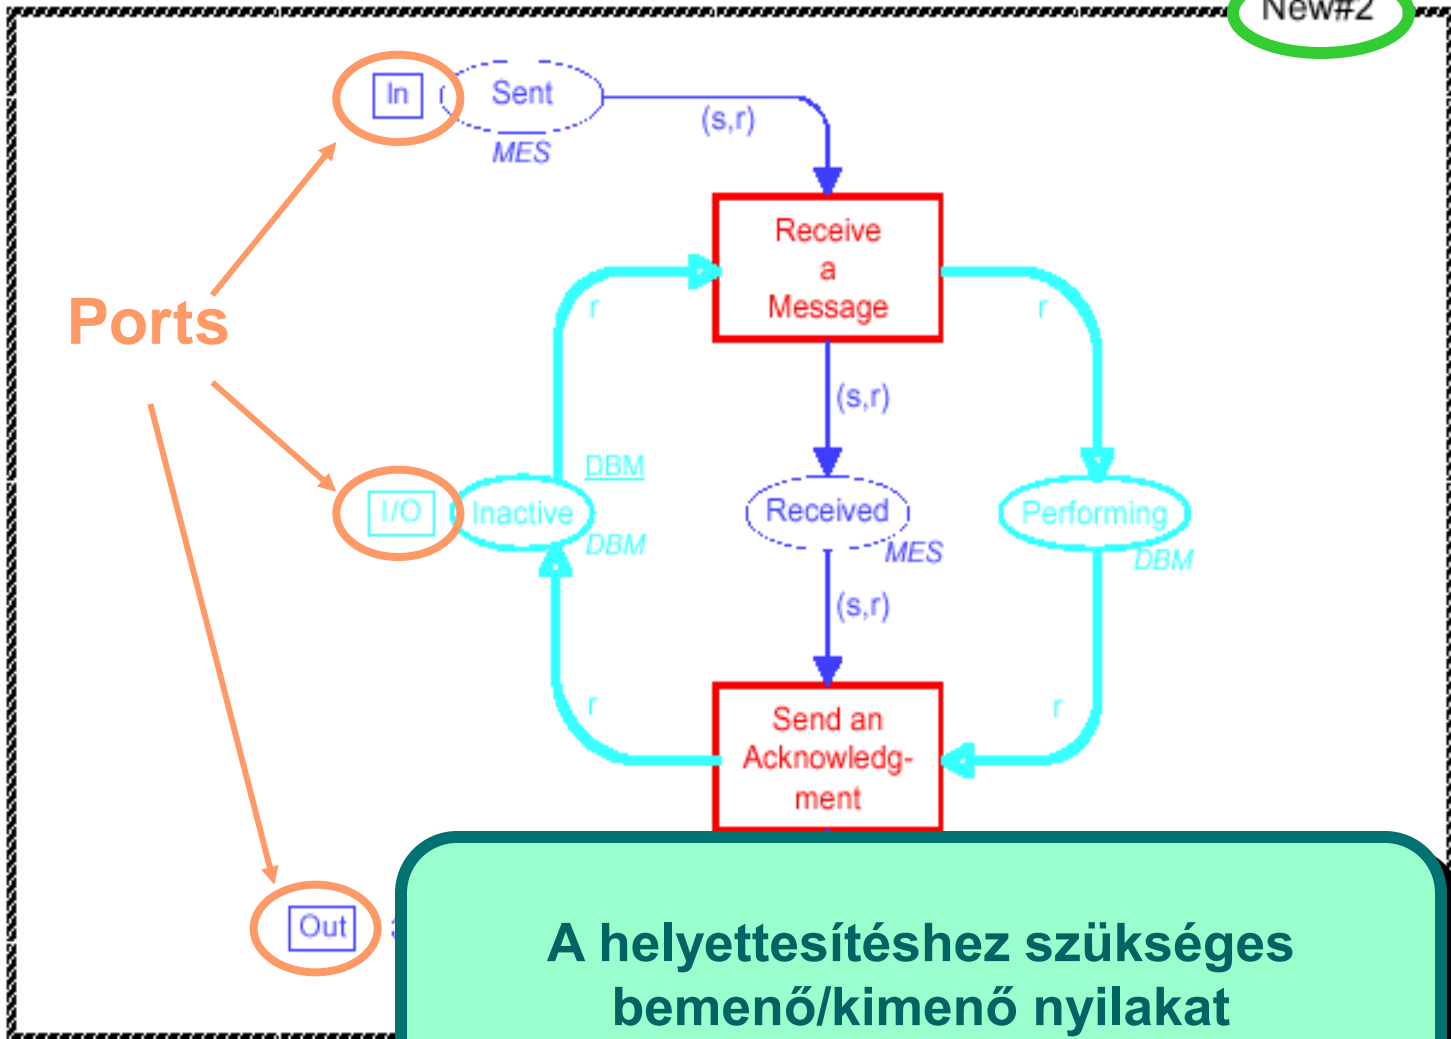 New#2
In
Sent
(s,r)
MES
Receive
a
Message
Ports
r
r
(s,r)
DBM
I/O
Inactive
Received
Performing
DBM
MES
DBM
(s,r)
r
r
Send an
Acknowledg-
ment
Out
A helyettesítéshez szükséges
bemenő/kimenő nyilakat